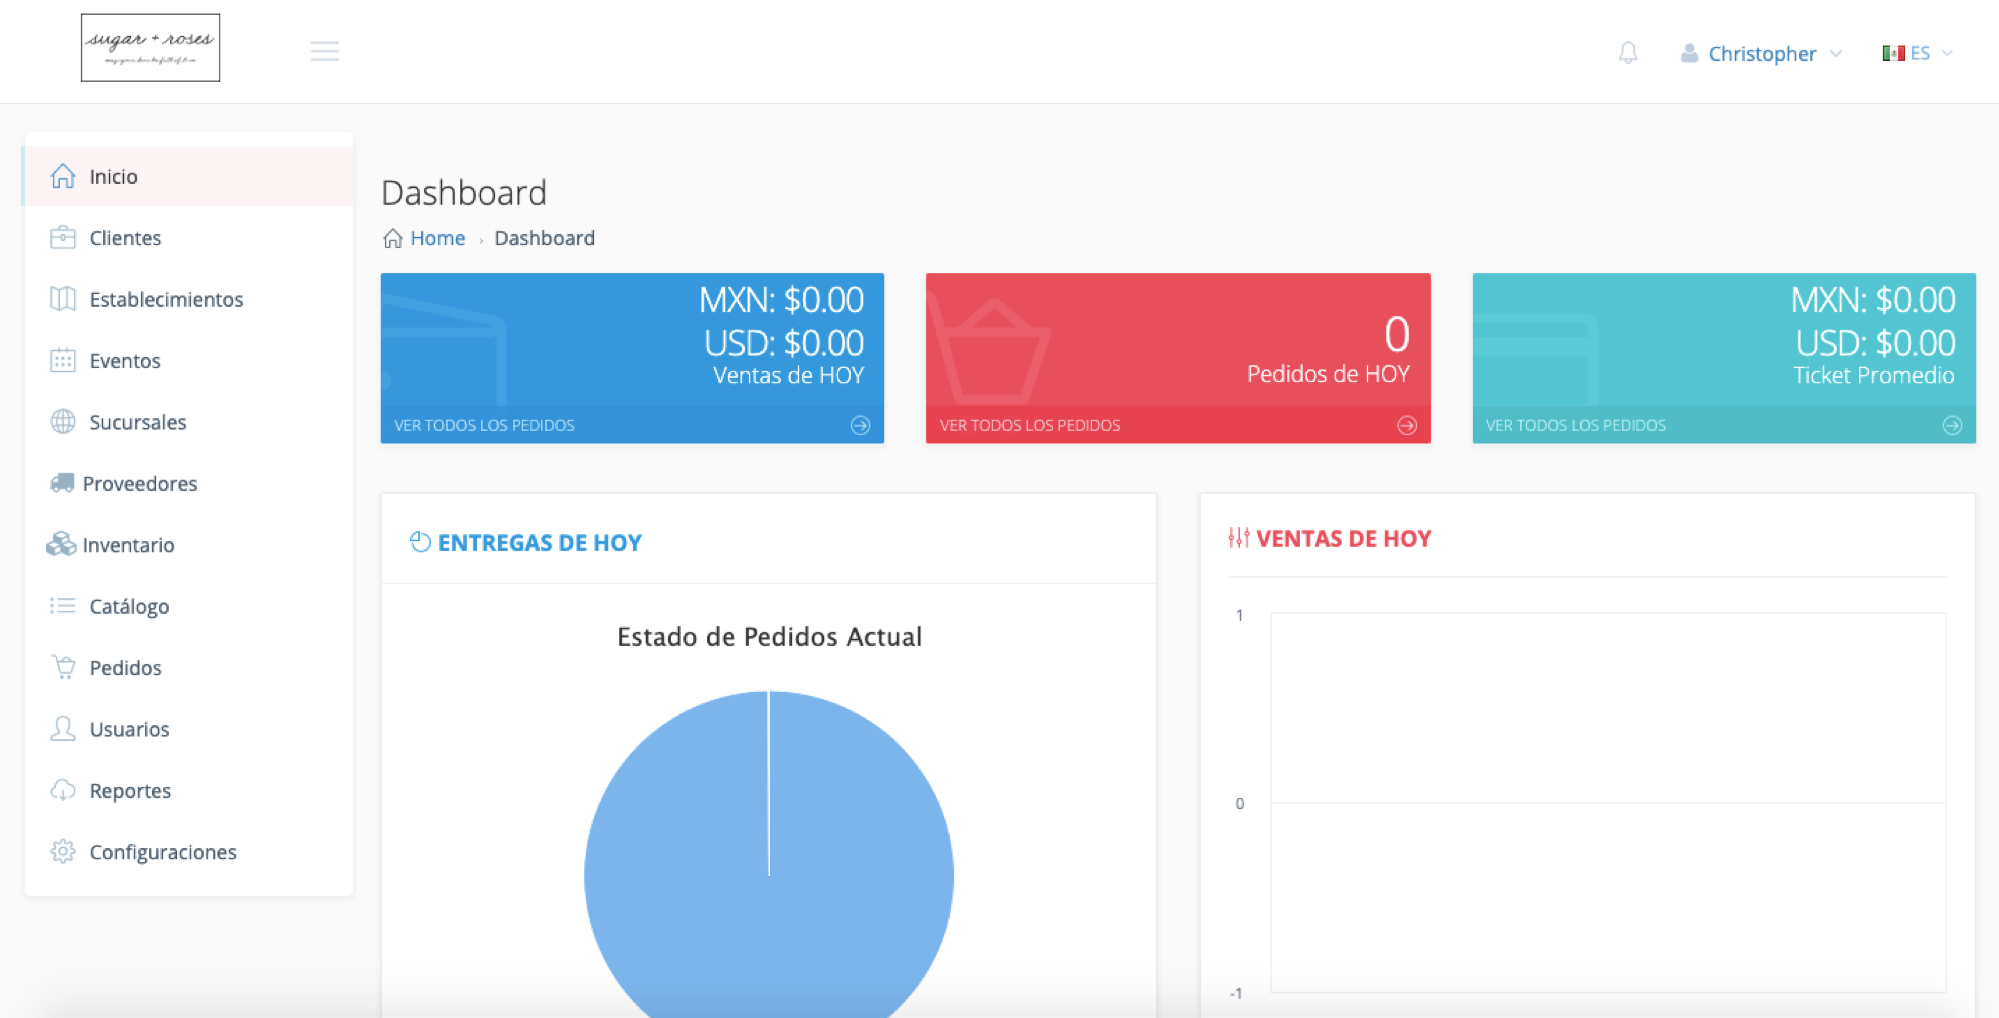 sugar + roses
Christopher
ES
Inicio
Clientes
Establecimientos
Eventos
Sucursales
Proveedores
Inventario
Catálogo
Pedidos
Usuarios
Reportes
Configuraciones
Dashboard
Home › Dashboard
MXN: $0.00
USD: $0.00
Ventas de HOY
VER TODOS LOS PEDIDOS
0
Pedidos de HOY
VER TODOS LOS PEDIDOS
MXN: $0.00
USD: $0.00
Ticket Promedio
VER TODOS LOS PEDIDOS
ENTREGAS DE HOY
Estado de Pedidos Actual
VENTAS DE HOY
1
0
-1